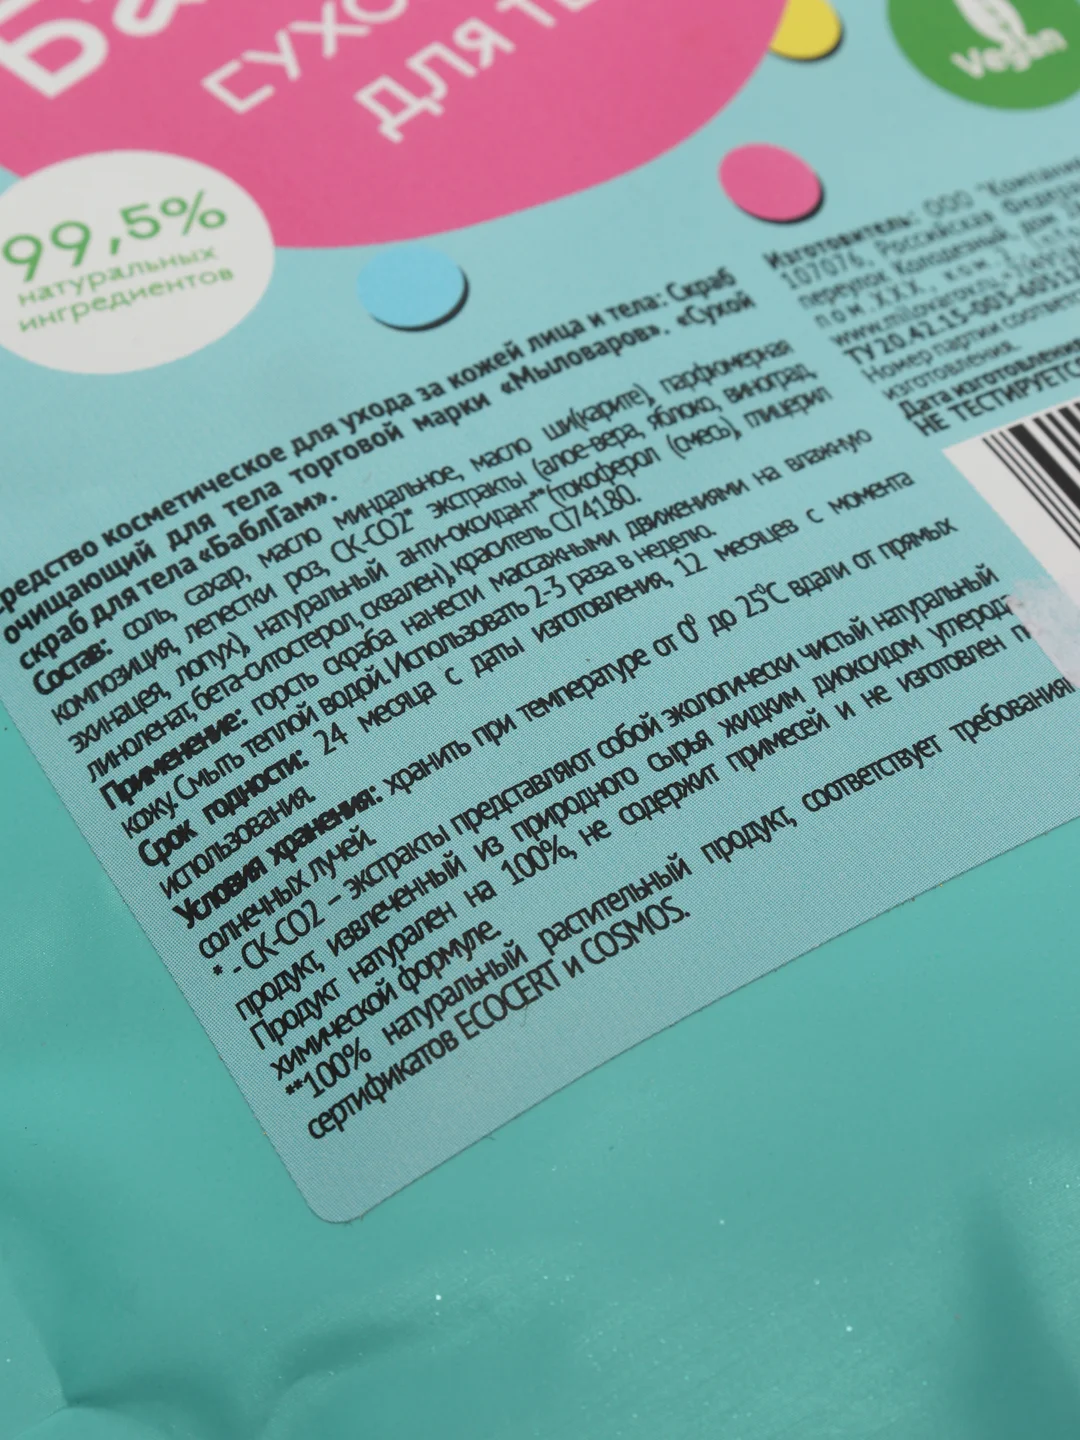 СУХО
ДЛЯ ТЕ
Vegan
99,5%
натуральных
ингредиентов
средство косметическое для ухода за кожей лица и тела: Скраб
очищающий для тела торговой марки «Мыловаров». «Сухой
скраб для тела «БаблГам».
Состав: соль, сахар, масло миндальное, масло ши(карите), парфюмерная
композиция, лепестки роз, СК-СО2* экстракты (алое-вера, яблоко, виноград,
эхинацея, лопух), натуральный анти-оксидант**(токоферол (смесь), глицерил
линоленат, бета-ситостерол, сквален), краситель CI74180.
Применение: горсть скраба нанести массажными движениями на влажную
кожу. Смыть теплой водой. Использовать 2-3 раза в неделю.
Срок годности: 24 месяца с даты изготовления, 12 месяцев с момента
использования.
Условия хранения: хранить при температуре от 0° до 25°С вдали от прямых
солнечных лучей.
* - СК-СО2 – экстракты представляют собой экологически чистый натуральный
продукт, извлеченный из природного сырья жидким диоксидом углерода
Продукт натурален на 100%, не содержит примесей и не изготовлен п
химической формуле.
**100% натуральный растительный продукт, соответствует требования
сертификатов ECOCERT и COSMOS.
Изготовитель: ООО "Компания
107076, Российская Федера
переулок Колодезный, дом
пом.XXX, ком.
www.milovarov.
ТУ 20.42.15-003-60312
Номер партии соответс
изготовления.
Дата изготовления
НЕ ТЕСТИРУЕТСЯ